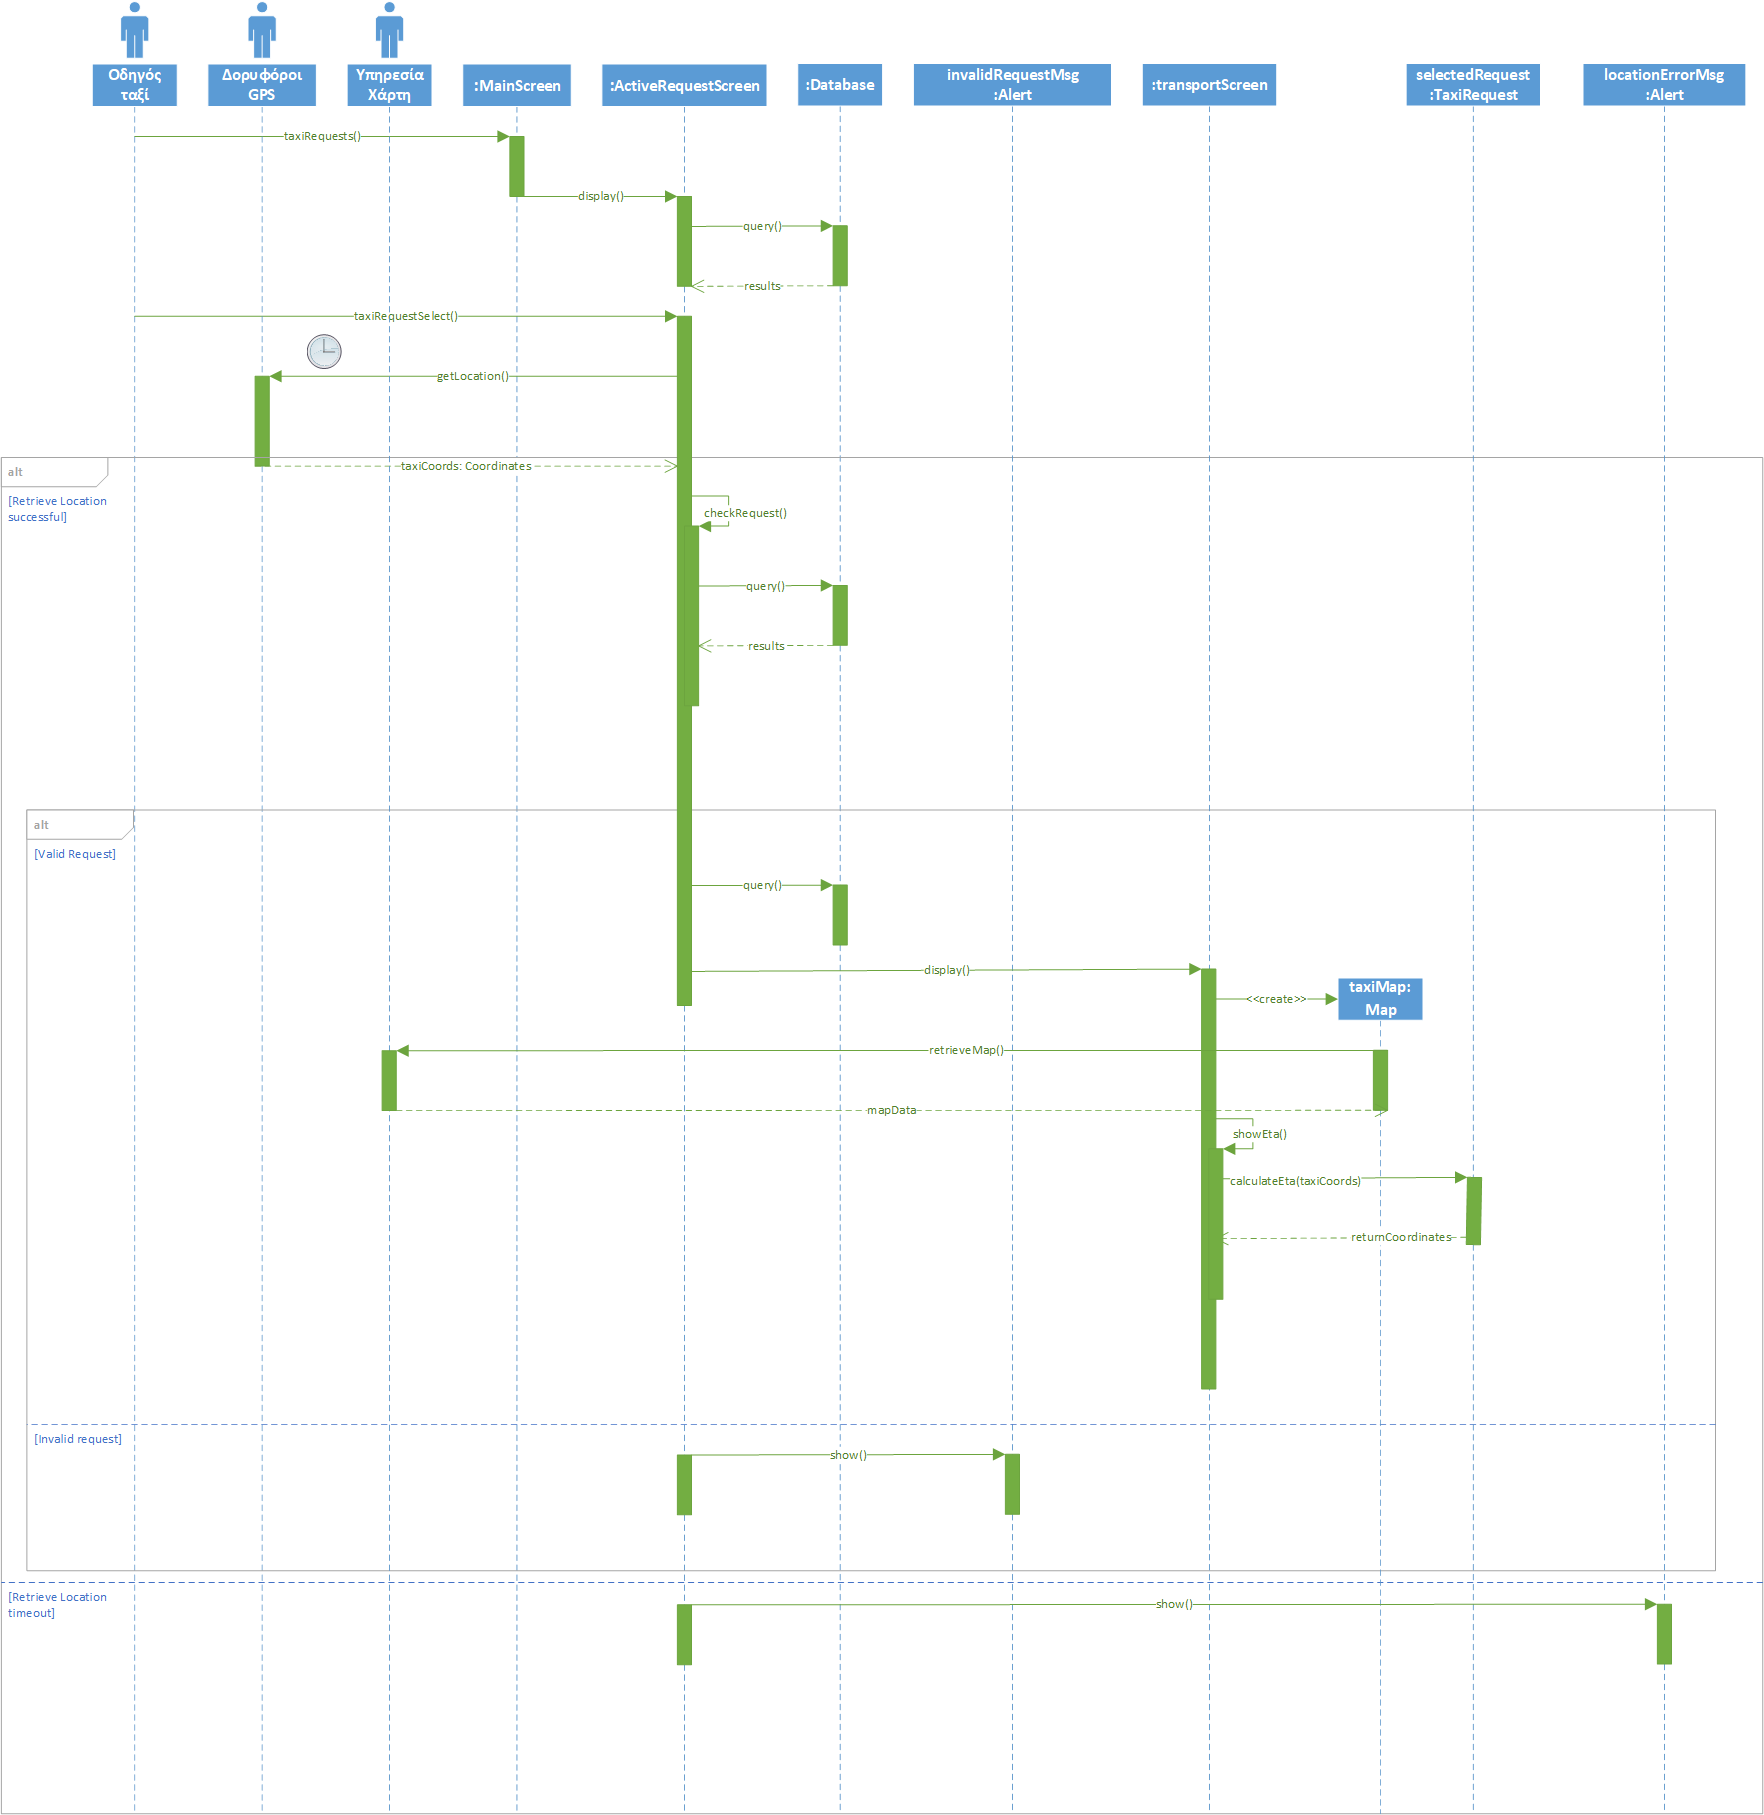 Οδηγός
ταξί
Δορυφόροι
GPS
Υπηρεσία
Χάρτη
:MainScreen
:ActiveRequestScreen
:Database
invalidRequestMsg
:Alert
:transportScreen
selectedRequest
:TaxiRequest
locationErrorMsg
:Alert
taxiRequests()
display()
query()
results
taxiRequestSelect()
getLocation()
alt
taxiCoords: Coordinates
[Retrieve Location
successful]
checkRequest()
query()
results
alt
[Valid Request]
query()
display()
<<create>>
taxiMap:
Map
retrieveMap()
mapData
showEta()
calculateEta(taxiCoords)
returnCoordinates
[Invalid request]
show()
[Retrieve Location
timeout]
show()